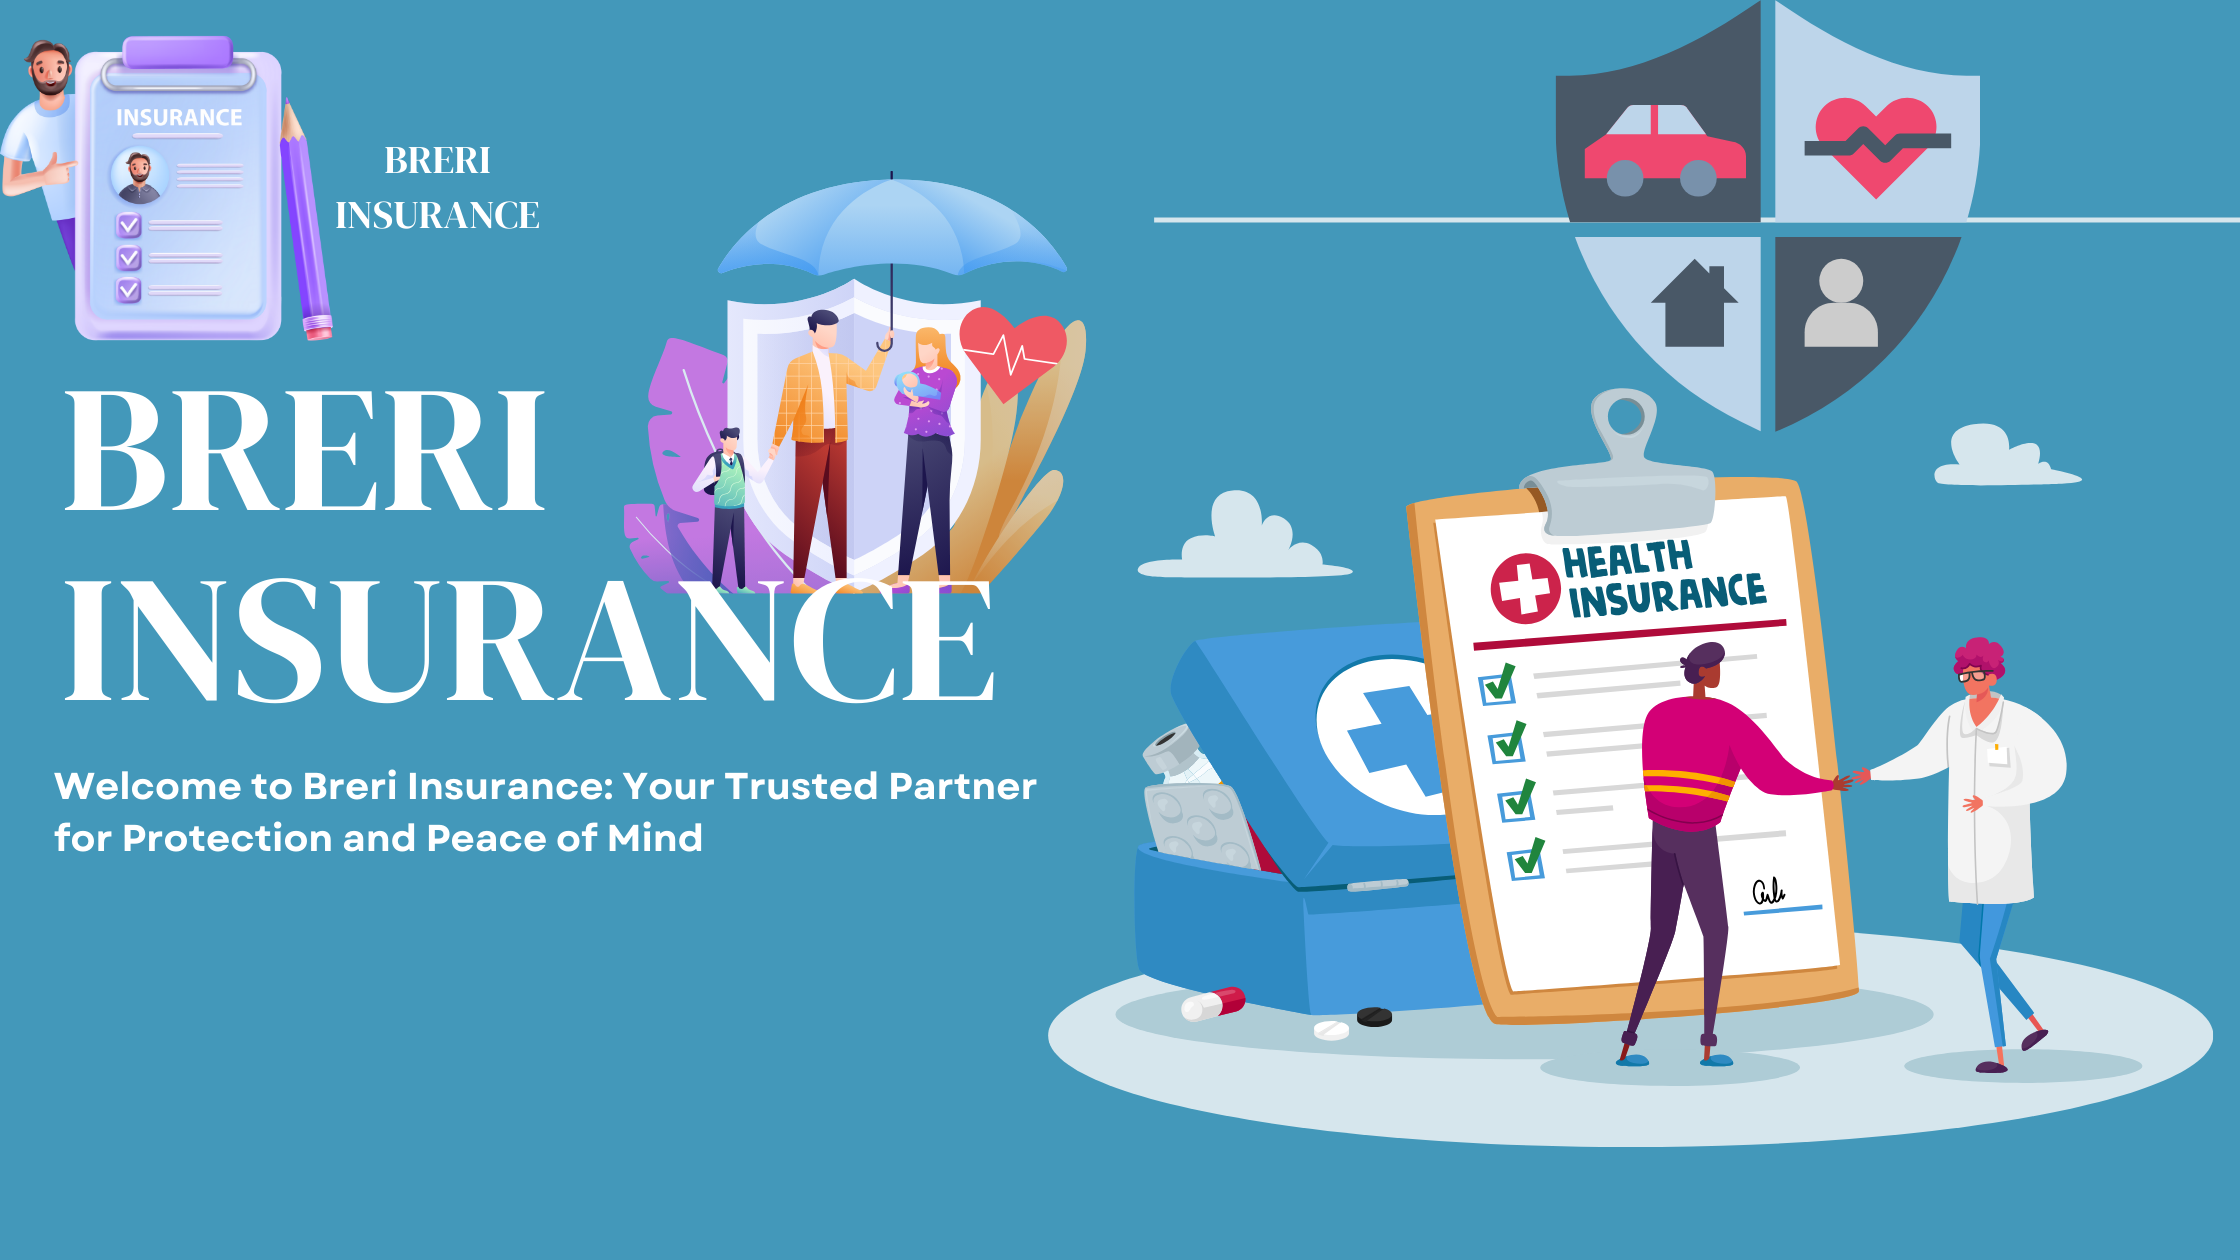 INSURANCE
BRERI
INSURANCE
BRERI
INSURANCE
Welcome to Breri Insurance: Your Trusted Partner
for Protection and Peace of Mind
HEALTH
INSURANCE